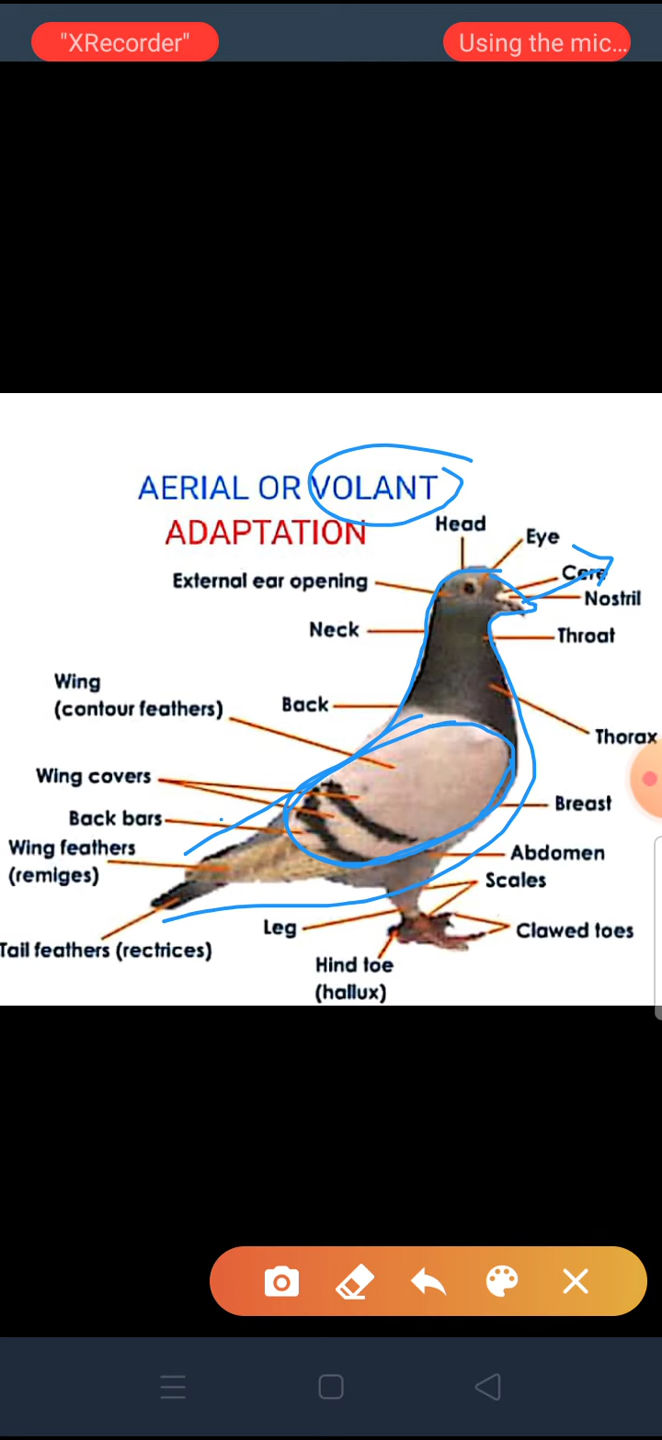 "XRecorder"
Using the mic...
AERIAL OR VOLANT
ADAPTATION
Head
Eye
External ear opening
Cere
Nostril
Neck
Throat
Wing
(contour feathers)
Back
Thorax
Wing covers
Breast
Back bars
Wing feathers
(remiges)
Abdomen
Scales
Leg
Clawed toes
Tail feathers (rectrices)
Hind toe
(hallux)